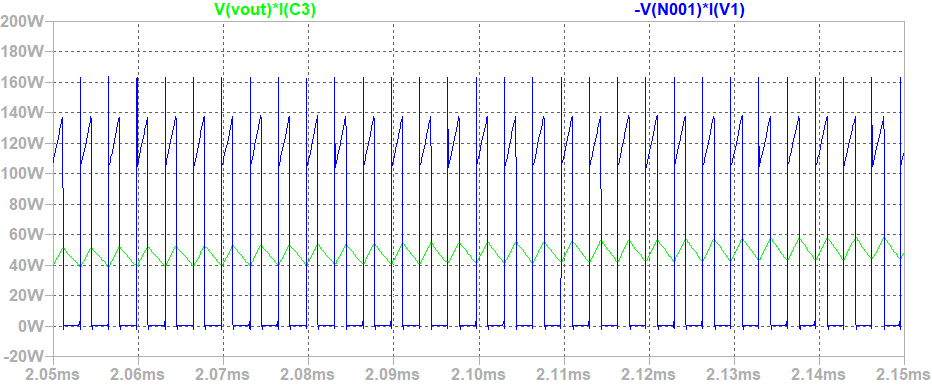 V(vout)*I(C3) -V(N001)*I(V1)
200W
180W
160W
140W
120W
100W
80W
60W
40W
20W
0W
-20W
2.05ms 2.06ms 2.07ms 2.08ms 2.09ms 2.10ms 2.11ms 2.12ms 2.13ms 2.14ms 2.15ms